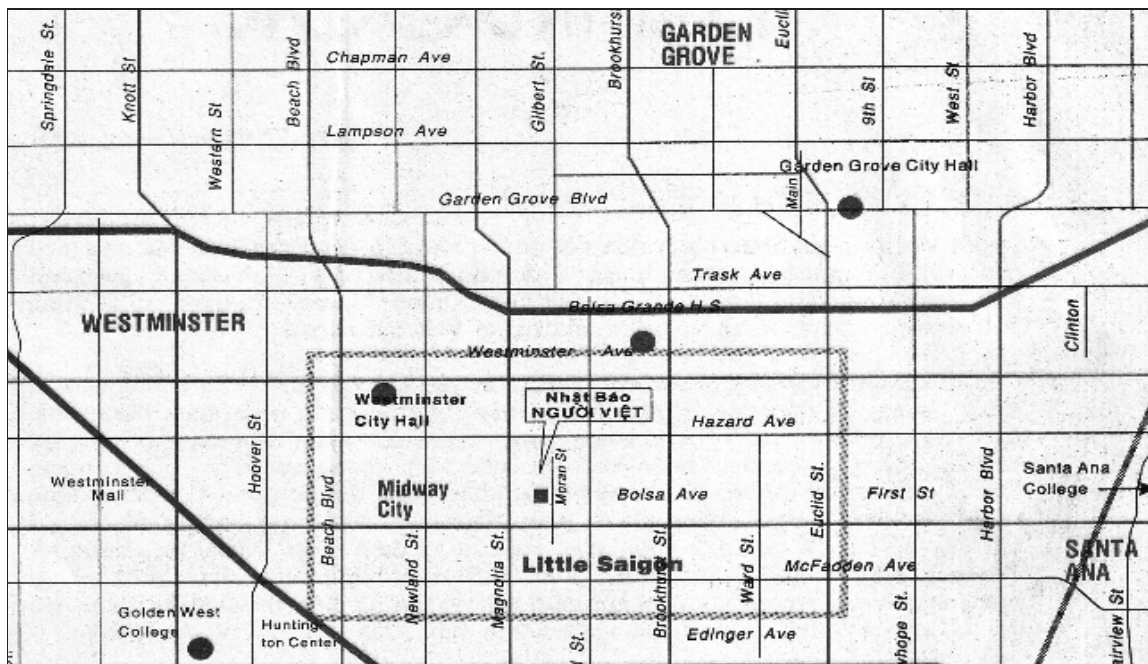 Springdale St.
Knott St
Western St
Beach Blvd
Chapman Ave
Lampson Ave
Gilbert St.
GARDEN
GROVE
9th St
West St
Harbor Blvd
Garden Grove City Hall
Main
Garden Grove Blvd
Trask Ave
Bolsa Grande H.S.
WESTMINSTER
Westminster Ave
Clinton
Westminster
City Hall
Nhật Báo
NGƯỜI VIỆT
Hazard Ave
Hoover St
Westminster
Mall
Beach Blvd
Midway
City
Moran St
Bolsa Ave
Euclid St.
First St
Harbor Blvd
Santa Ana
College
Newland St.
Magnolia St.
Little Saigon
Brookhurst St.
Ward St.
McFadden Ave
SANTA
ANA
Golden West
College
Hunting
ton Center
Edinger Ave